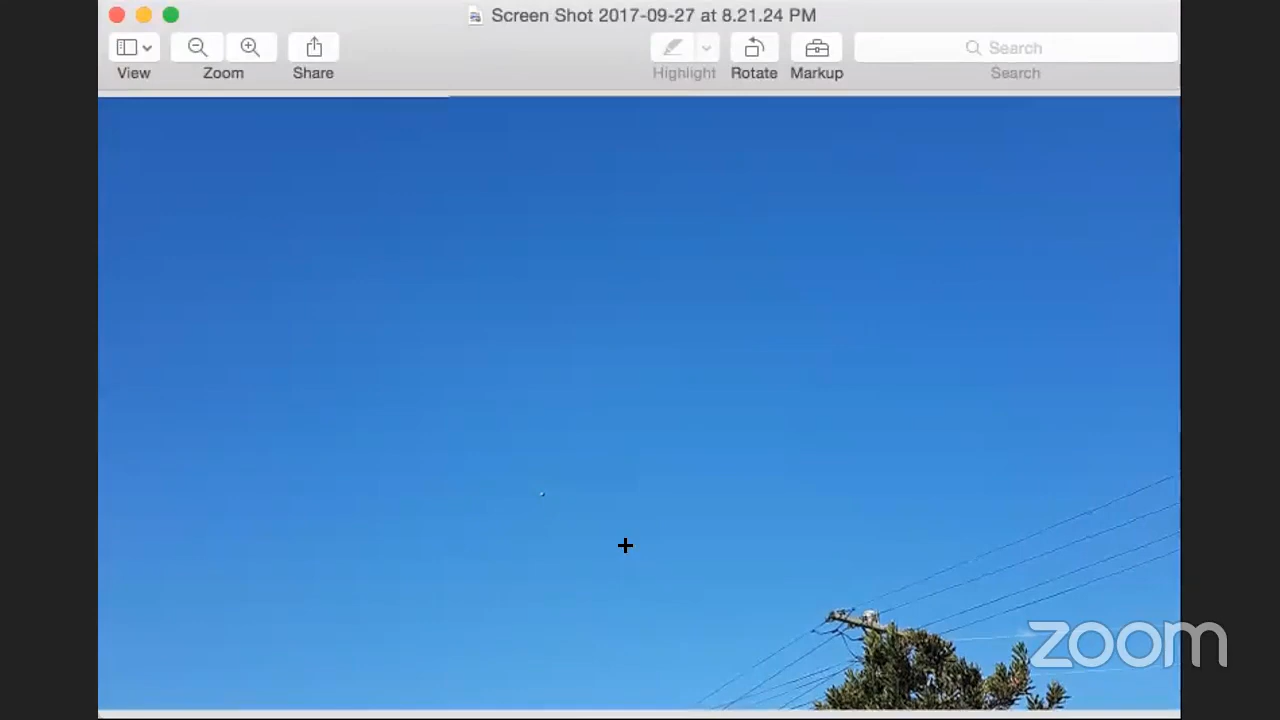 Screen Shot 2017-09-27 at 8.21.24 PM
View
Zoom
Share
Highlight
Rotate
Markup
Search
Search
zoom